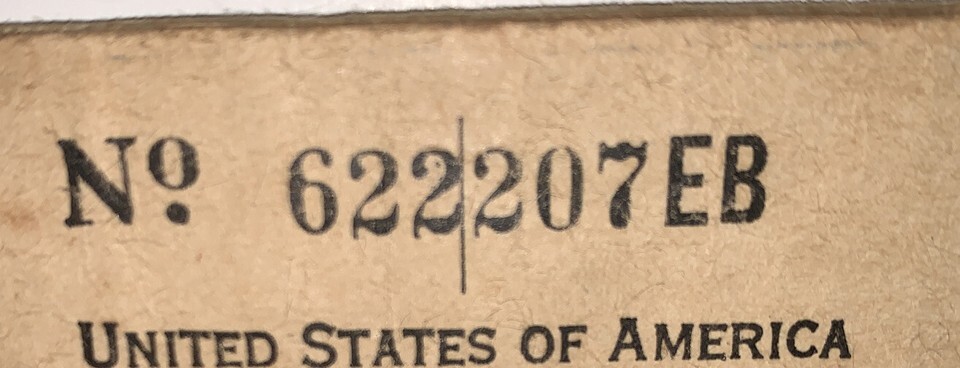 Nº 622207EB
UNITED STATES OF AMERICA